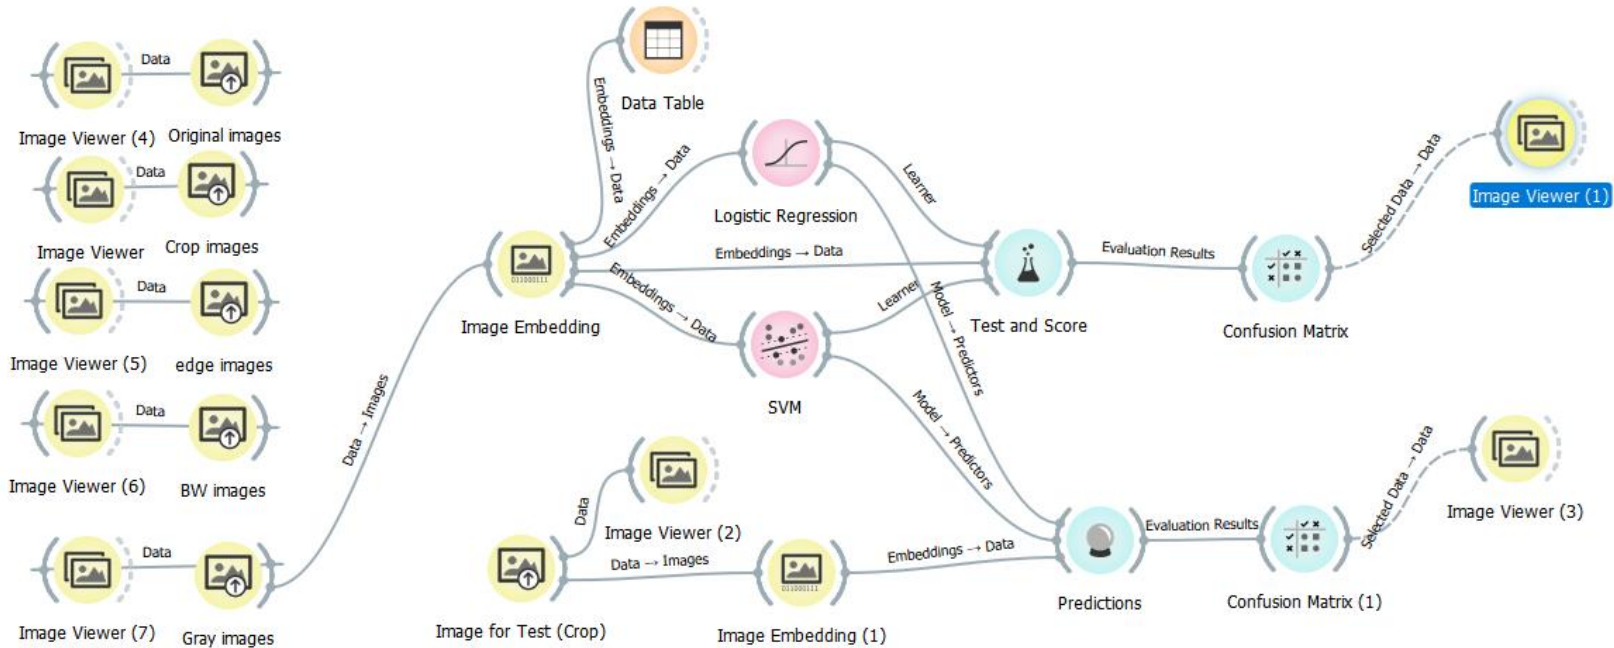 Data
Image Viewer (4)
Original images
Data
Image Viewer
Crop images
Data
Image Viewer (5)
edge images
Data
Image Viewer (6)
BW images
Data
Image Viewer (7)
Gray images
Data → Images
Image Embedding
011000111
Embeddings → Data
Data Table
Embeddings → Data
Logistic Regression
Embeddings → Data
Embeddings → Data
SVM
Learner
Learner
Model → Predictors
Model → Predictors
Test and Score
Evaluation Results
Confusion Matrix
Selected Data → Data
Image Viewer (1)
Data
Image Viewer (2)
Image for Test (Crop)
Data → Images
011000111
Image Embedding (1)
Embeddings → Data
Predictions
Evaluation Results
Confusion Matrix (1)
Selected Data → Data
Image Viewer (3)